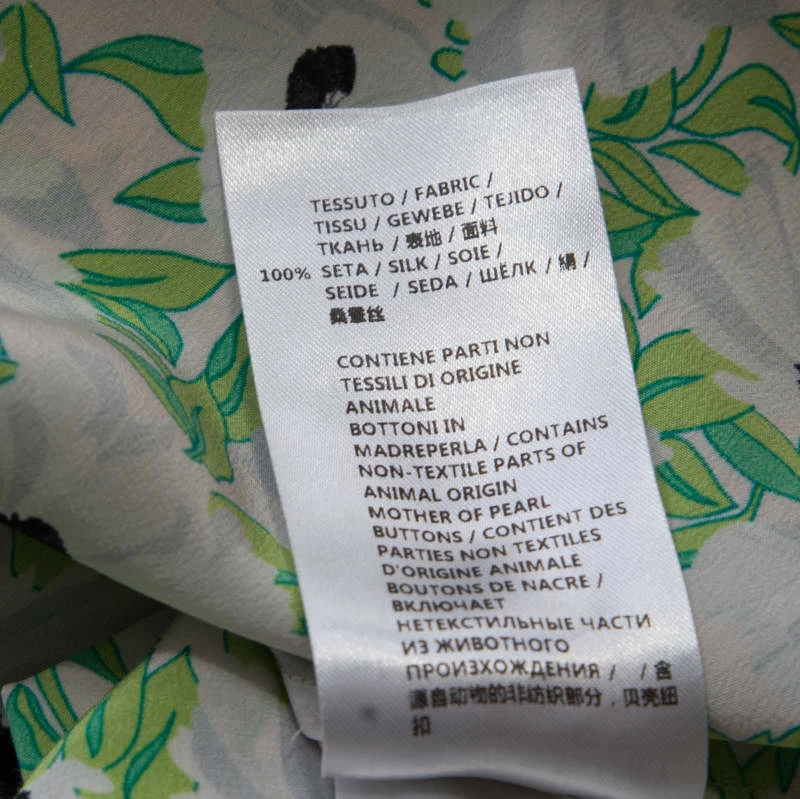 TESSUTO / FABRIC /
TISSU / GEWEBE / TEJIDO /
ТКАНЬ / 表地 / 面料
100% SETA / SILK / SOIE /
SEIDE / SEDA / ШЁЛК / 絹 /
桑蚕丝
CONTIENE PARTI NON
TESSILI DI ORIGINE
ANIMALE
BOTTONI IN
MADREPERLA / CONTAINS
NON-TEXTILE PARTS OF
ANIMAL ORIGIN
MOTHER OF PEARL
BUTTONS / CONTIENT DES
PARTIES NON TEXTILES
D'ORIGINE ANIMALE
BOUTONS DE NACRE /
ВКЛЮЧАЕТ
НЕТЕКСТИЛЬНЫЕ ЧАСТИ
ИЗ ЖИВОТНОГО
ПРОИЗХОЖДЕНИЯ / / 含
源自动物的非纺织部分，贝壳纽
扣